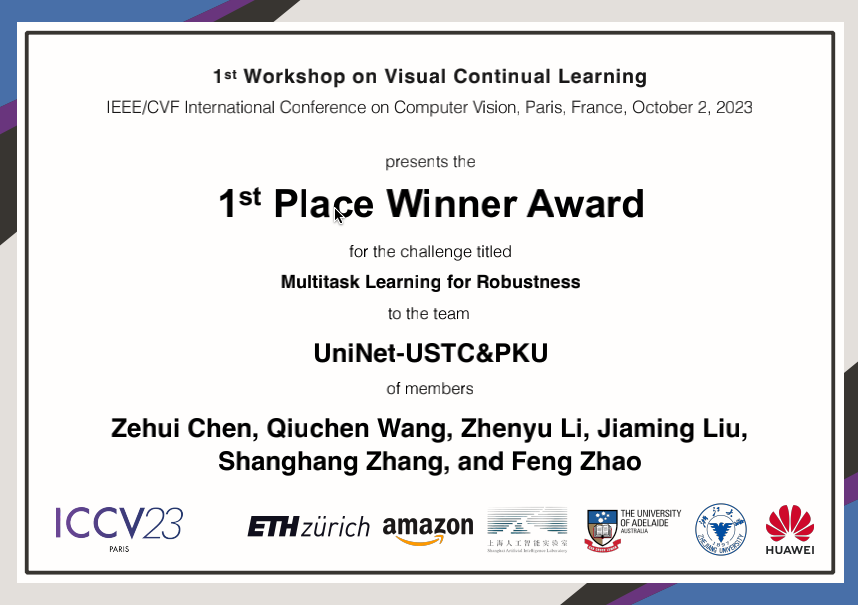 1st Workshop on Visual Continual Learning
IEEE/CVF International Conference on Computer Vision, Paris, France, October 2, 2023
presents the
1st Place Winner Award
for the challenge titled
Multitask Learning for Robustness
to the team
UniNet-USTC&PKU
of members
Zehui Chen, Qiuchen Wang, Zhenyu Li, Jiaming Liu,
Shanghang Zhang, and Feng Zhao
ICCV23
PARIS
ETH zürich
amazon
上海人工智能实验室
Shanghai Artificial Intelligence Laboratory
THE UNIVERSITY
OF ADELAIDE
AUSTRALIA
1897
ZHEJIANG UNIVERSITY
HUAWEI